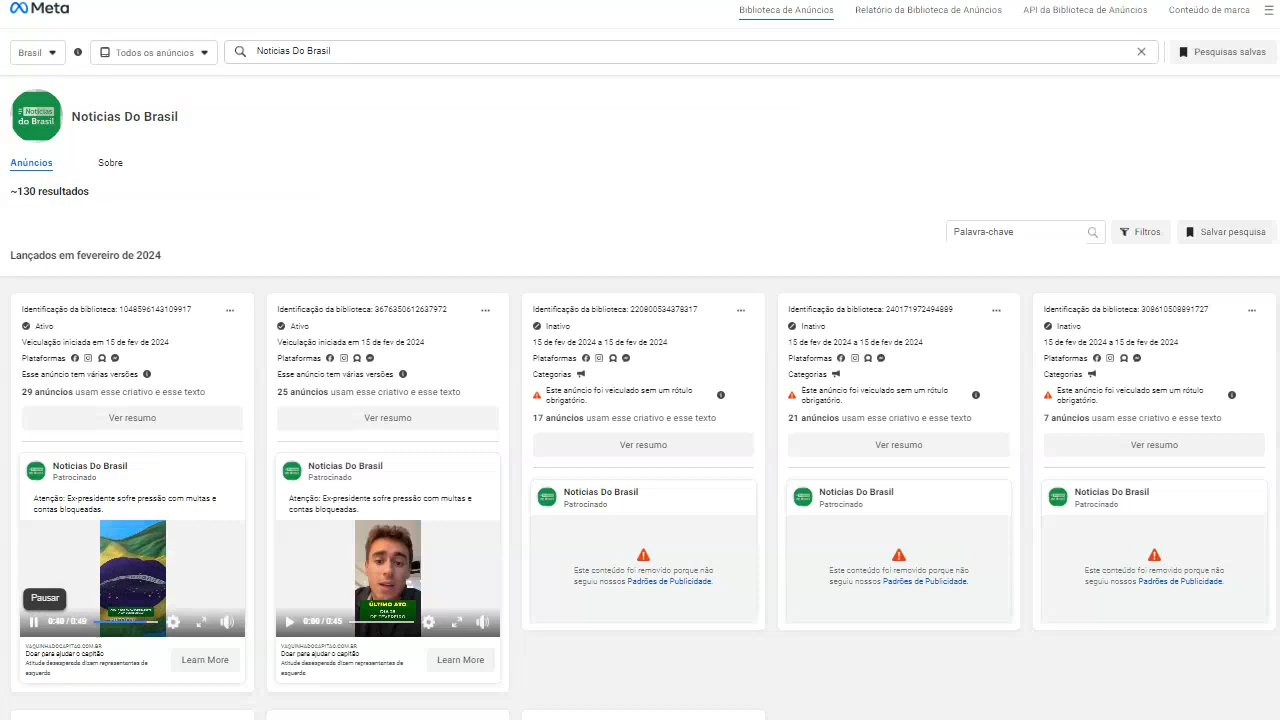 Meta
Biblioteca de Anúncios
Relatório da Biblioteca de Anúncios
API da Biblioteca de Anúncios
Conteúdo de marca
Brasil
Todos os anúncios
Noticias Do Brasil
Pesquisas salvas
Notícias
do Brasil
Noticias Do Brasil
Anúncios
Sobre
~130 resultados
Palavra-chave
Filtros
Salvar pesquisa
Lançados em fevereiro de 2024
Identificação da biblioteca: 1048596143109917
Ativo
Veiculação iniciada em 15 de fev de 2024
Plataformas
Esse anúncio tem várias versões
29 anúncios usam esse criativo e esse texto
Ver resumo
Noticias Do Brasil
Patrocinado
Atenção: Ex-presidente sofre pressão com multas e
contas bloqueadas.
Pausar
0:40 / 0:45
VAQUINHADOCAPITAO.COM.BR
Doar para ajudar o capitão
Atitude desesperada dizem representantes de
esquerda
Learn More
Identificação da biblioteca: 3676350612637972
Ativo
Veiculação iniciada em 15 de fev de 2024
Plataformas
Esse anúncio tem várias versões
25 anúncios usam esse criativo e esse texto
Ver resumo
Noticias Do Brasil
Patrocinado
Atenção: Ex-presidente sofre pressão com multas e
contas bloqueadas.
ÚLTIMO ATO
DIA 25
DE FEVEREIRO
0:00 / 0:45
VAQUINHADOCAPITAO.COM.BR
Doar para ajudar o capitão
Atitude desesperada dizem representantes de
esquerda
Learn More
Identificação da biblioteca: 220800534378317
Inativo
15 de fev de 2024 a 15 de fev de 2024
Plataformas
Categorias
Este anúncio foi veiculado sem um rótulo
obrigatório.
17 anúncios usam esse criativo e esse texto
Ver resumo
Noticias Do Brasil
Patrocinado
Este conteúdo foi removido porque não
seguiu nossos Padrões de Publicidade.
Identificação da biblioteca: 240171972494889
Inativo
15 de fev de 2024 a 15 de fev de 2024
Plataformas
Categorias
Este anúncio foi veiculado sem um rótulo
obrigatório.
21 anúncios usam esse criativo e esse texto
Ver resumo
Noticias Do Brasil
Patrocinado
Este conteúdo foi removido porque não
seguiu nossos Padrões de Publicidade.
Identificação da biblioteca: 308610508891727
Inativo
15 de fev de 2024 a 15 de fev de 2024
Plataformas
Categorias
Este anúncio foi veiculado sem um rótulo
obrigatório.
7 anúncios usam esse criativo e esse texto
Ver resumo
Noticias Do Brasil
Patrocinado
Este conteúdo foi removido porque não
seguiu nossos Padrões de Publicidade.